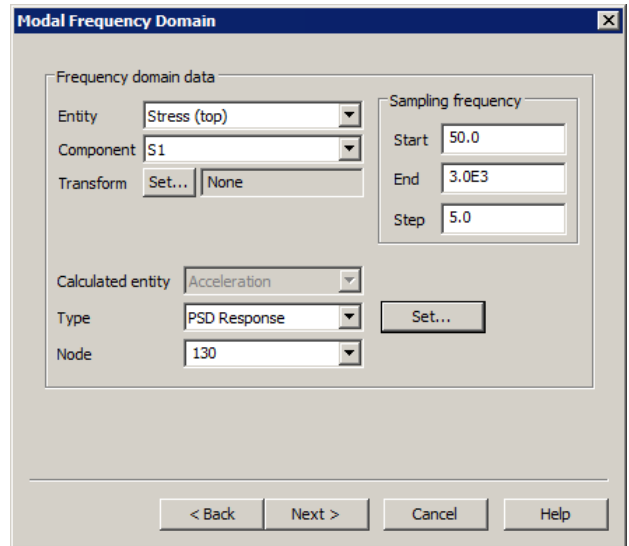 Modal Frequency Domain
Frequency domain data
Entity Stress (top)
Component S1
Transform Set... None
Sampling frequency
Start 50.0
End 3.0E3
Step 5.0
Calculated entity Acceleration
Type PSD Response Set...
Node 130
< Back Next > Cancel Help